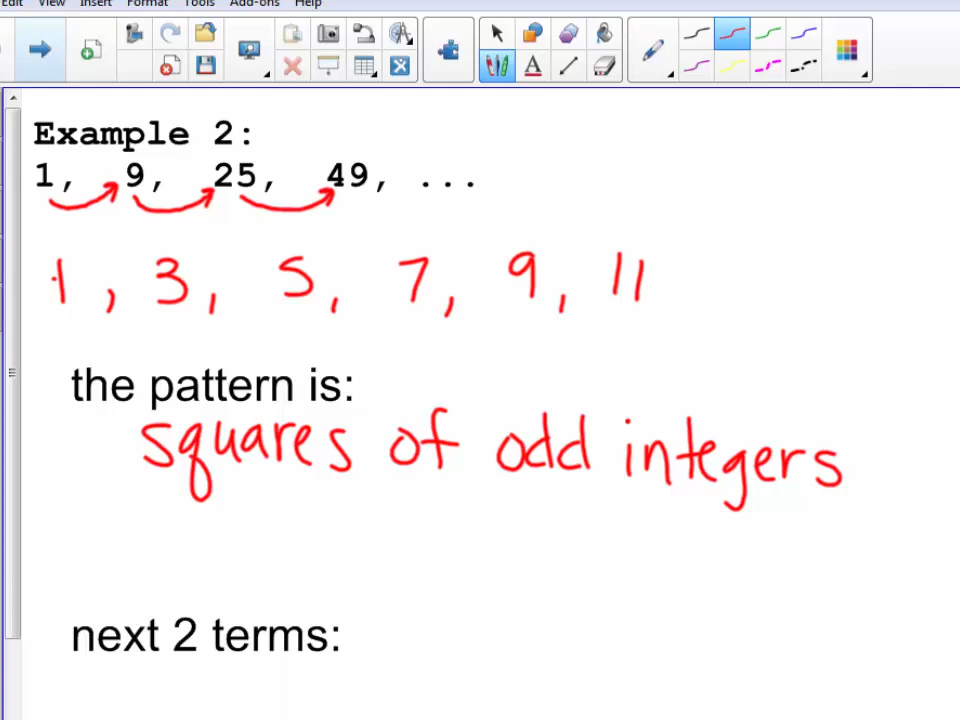 Edit View Insert Format Tools Add-ons Help
Example 2:
1, 9, 25, 49, ...
1, 3, 5, 7, 9, 11
the pattern is:
squares of odd integers
next 2 terms: